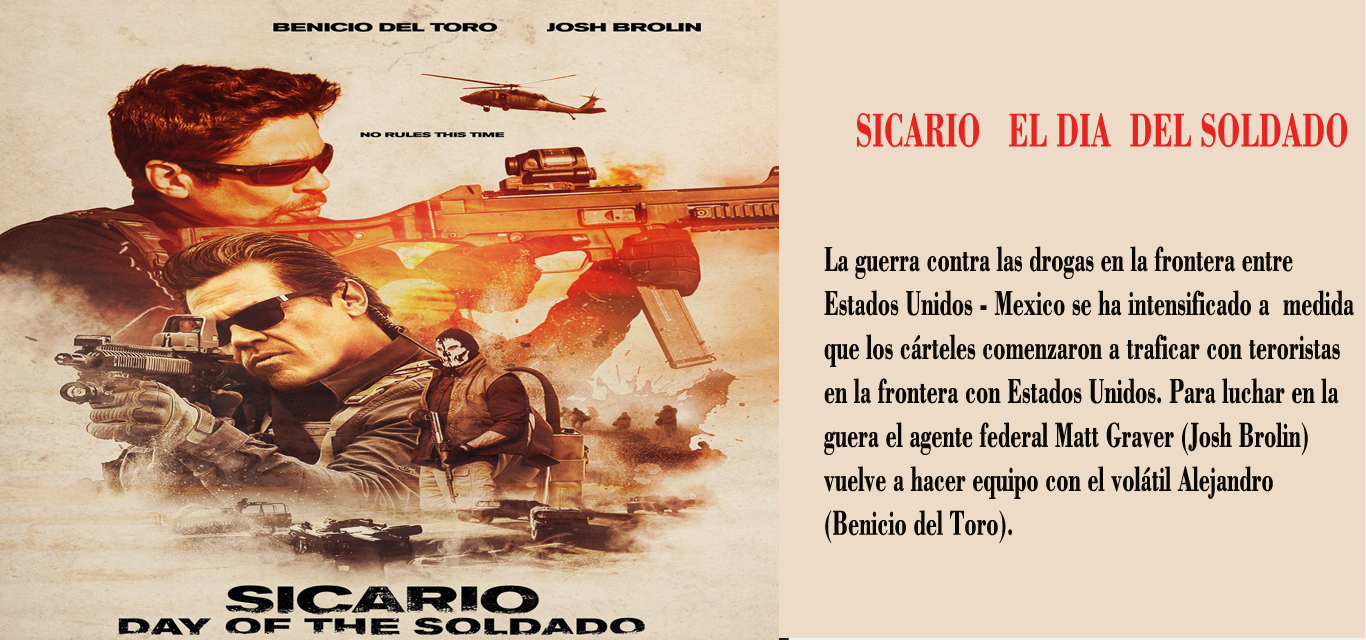 BENICIO DEL TORO JOSH BROLIN
NO RULES THIS TIME
SICARIO
DAY OF THE SOLDADO
SICARIO EL DIA DEL SOLDADO
La guerra contra las drogas en la frontera entre
Estados Unidos - Mexico se ha intensificado a medida
que los cárteles comenzaron a traficar con teroristas
en la frontera con Estados Unidos. Para luchar en la
guera el agente federal Matt Graver (Josh Brolin)
vuelve a hacer equipo con el volátil Alejandro
(Benicio del Toro).